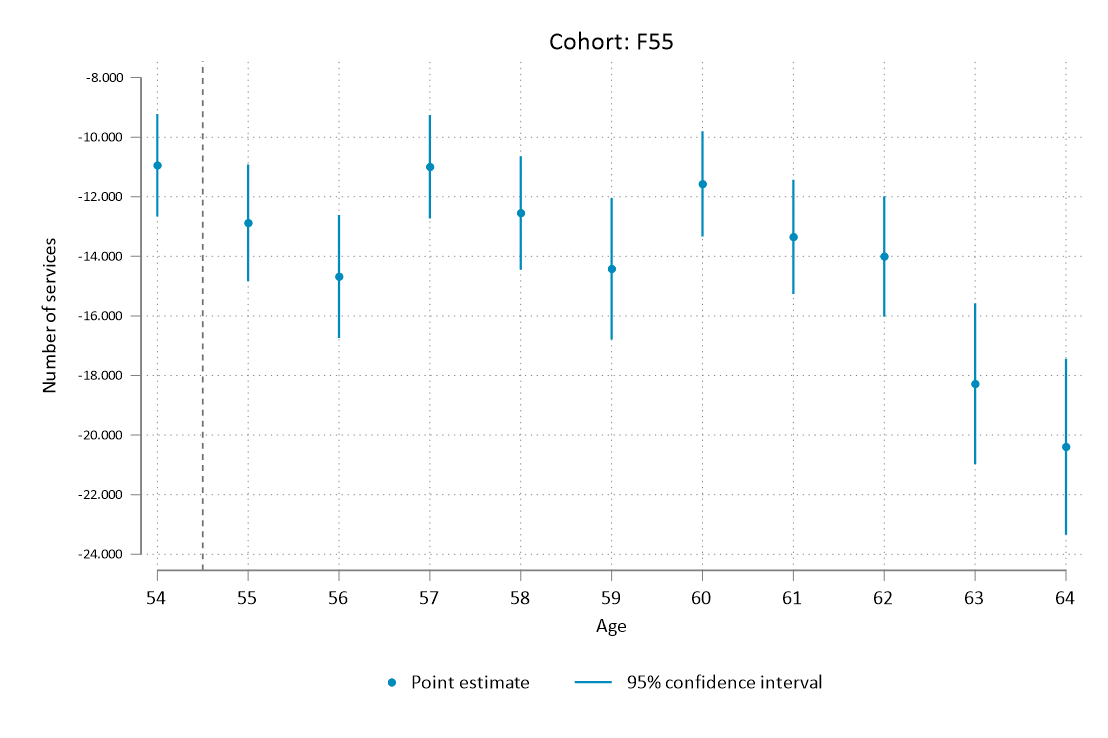 Cohort: F55
-8.000
-10.000
-12.000
-14.000
-16.000
-18.000
-20.000
-22.000
-24.000
Number of services
54 55 56 57 58 59 60 61 62 63 64
Age
Point estimate 95% confidence interval